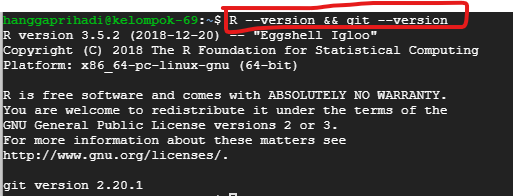 hanggaprihadi@kelompok-69:~$ R --version && git --version
R version 3.5.2 (2018-12-20) -- "Eggshell Igloo"
Copyright (C) 2018 The R Foundation for Statistical Computing
Platform: x86_64-pc-linux-gnu (64-bit)
R is free software and comes with ABSOLUTELY NO WARRANTY.
You are welcome to redistribute it under the terms of the
GNU General Public License versions 2 or 3.
For more information about these matters see
http://www.gnu.org/licenses/.
git version 2.20.1